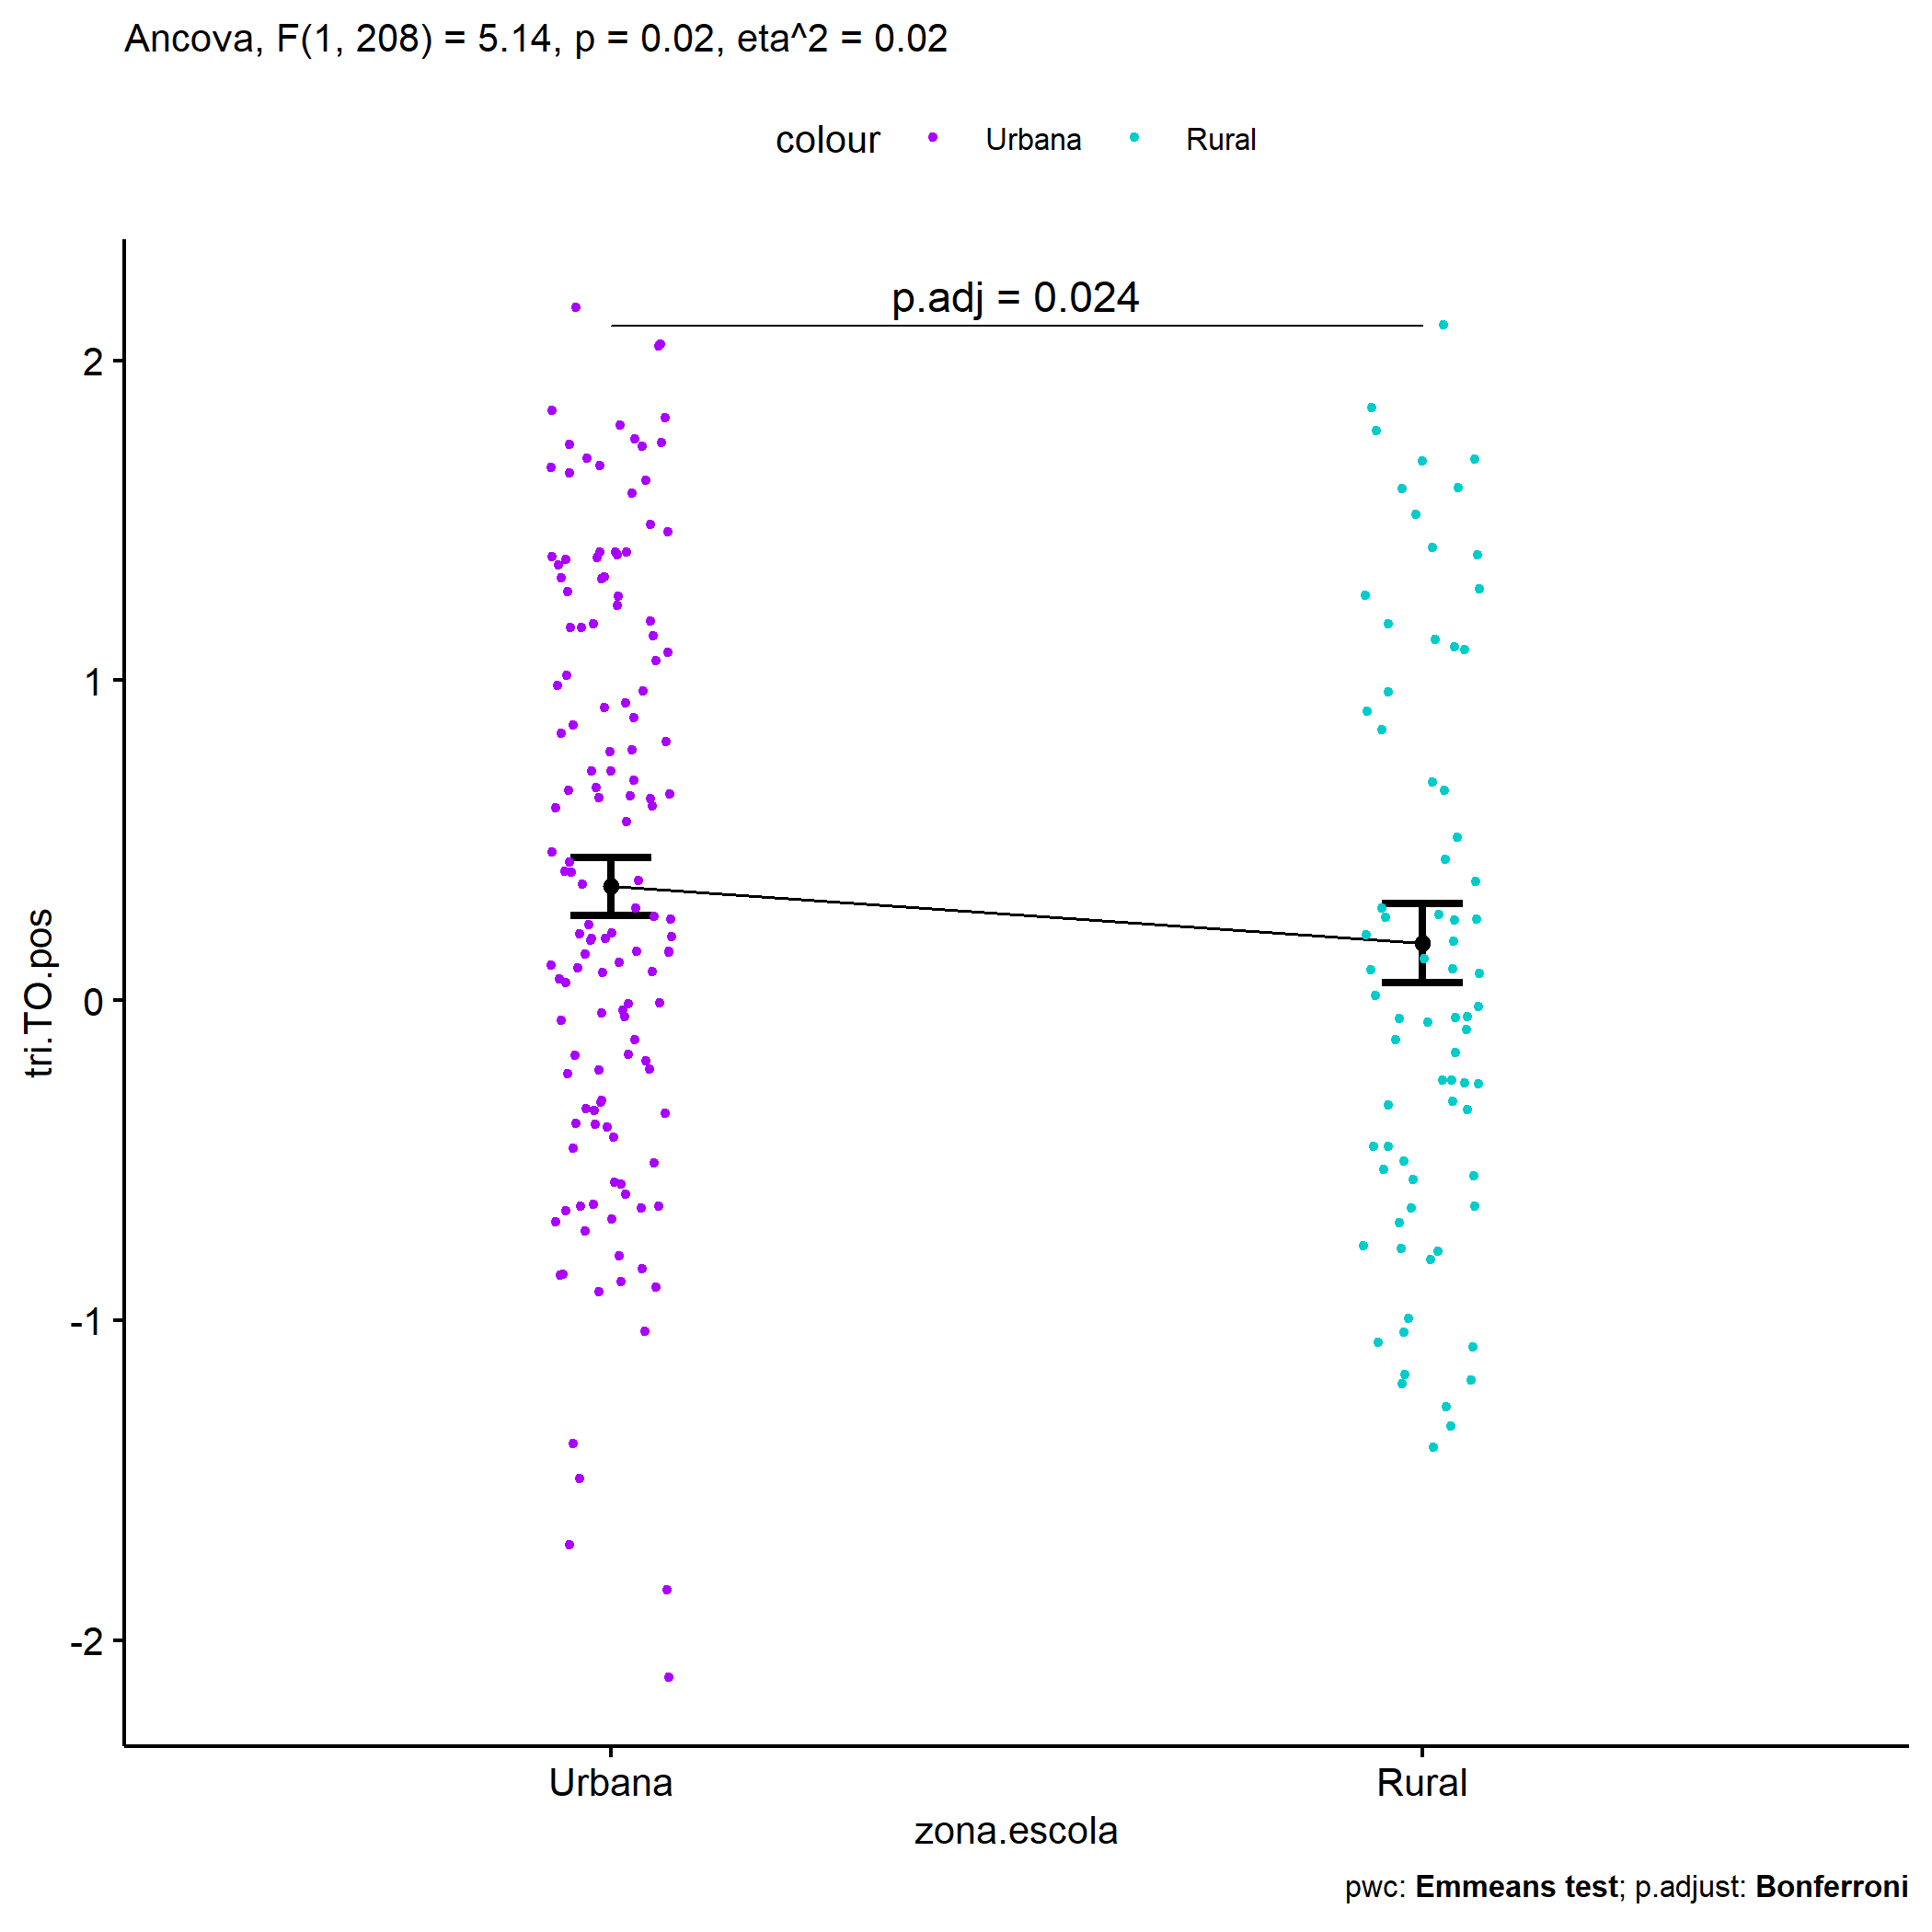 Ancova, F(1, 208) = 5.14, p = 0.02, eta^2 = 0.02
colour Urbana Rural
p.adj = 0.024
2
1
0
-1
-2
tri.TO.pos
Urbana Rural
zona.escola
pwc: Emmeans test; p.adjust: Bonferroni